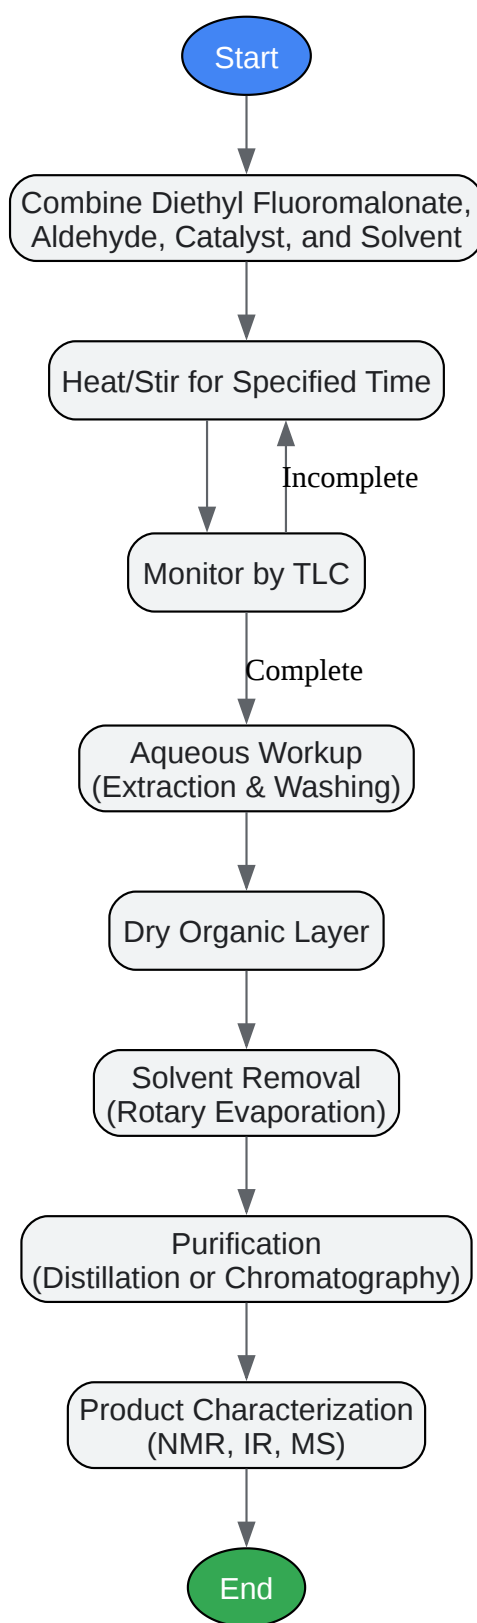 Start
Combine Diethyl Fluoromalonate,
Aldehyde, Catalyst, and Solvent
Heat/Stir for Specified Time
Incomplete
Monitor by TLC
Complete
Aqueous Workup
(Extraction & Washing)
Dry Organic Layer
Solvent Removal
(Rotary Evaporation)
Purification
(Distillation or Chromatography)
Product Characterization
(NMR, IR, MS)
End